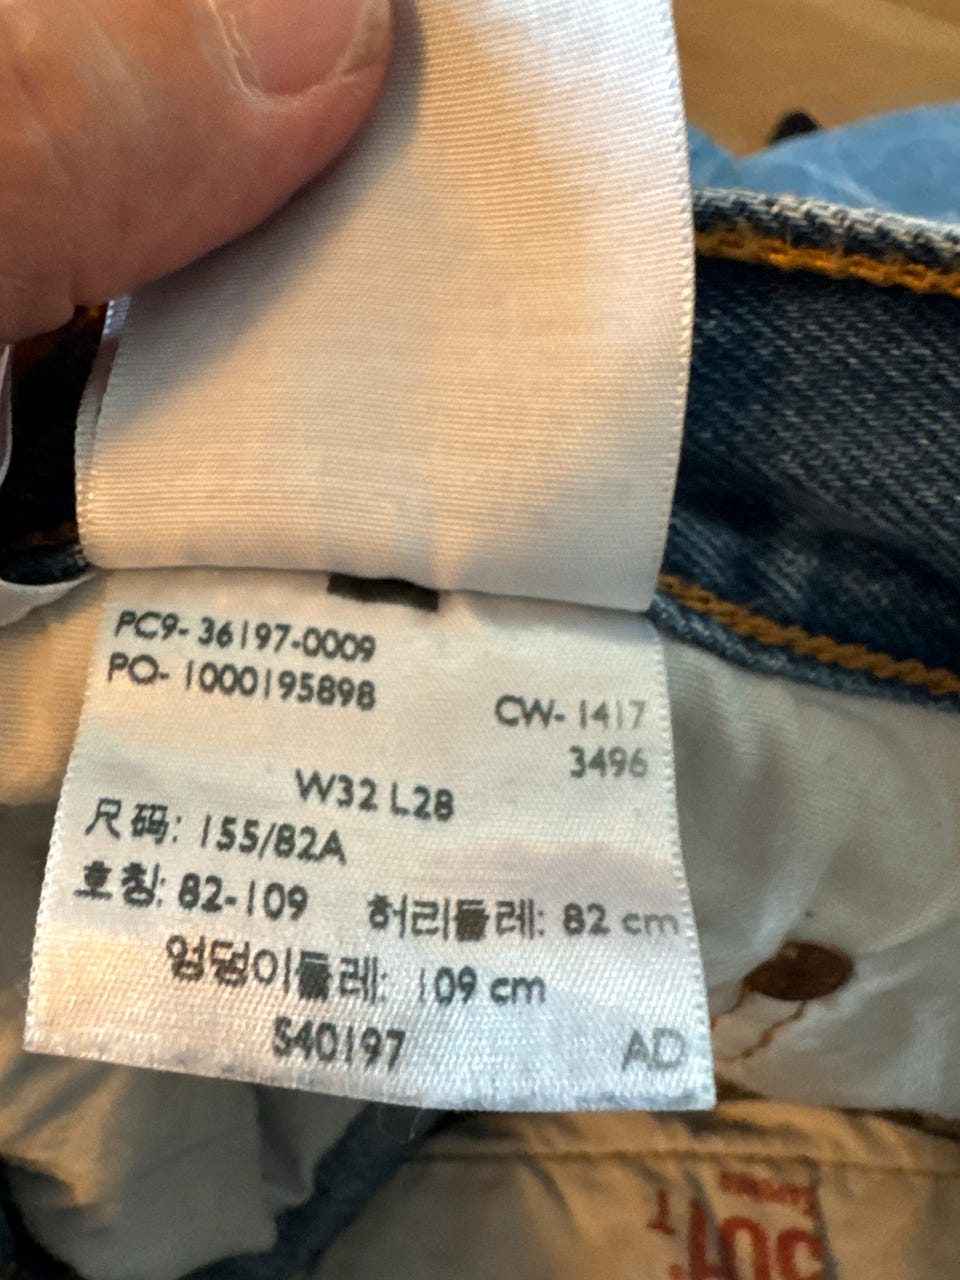 PC9- 36197-0009
PO- 1000195898
CW- 1417
3496
W32 L28
尺码: 155/82A
호칭: 82-109 허리둘레: 82 cm
엉덩이둘레: 109 cm
S40197 AD